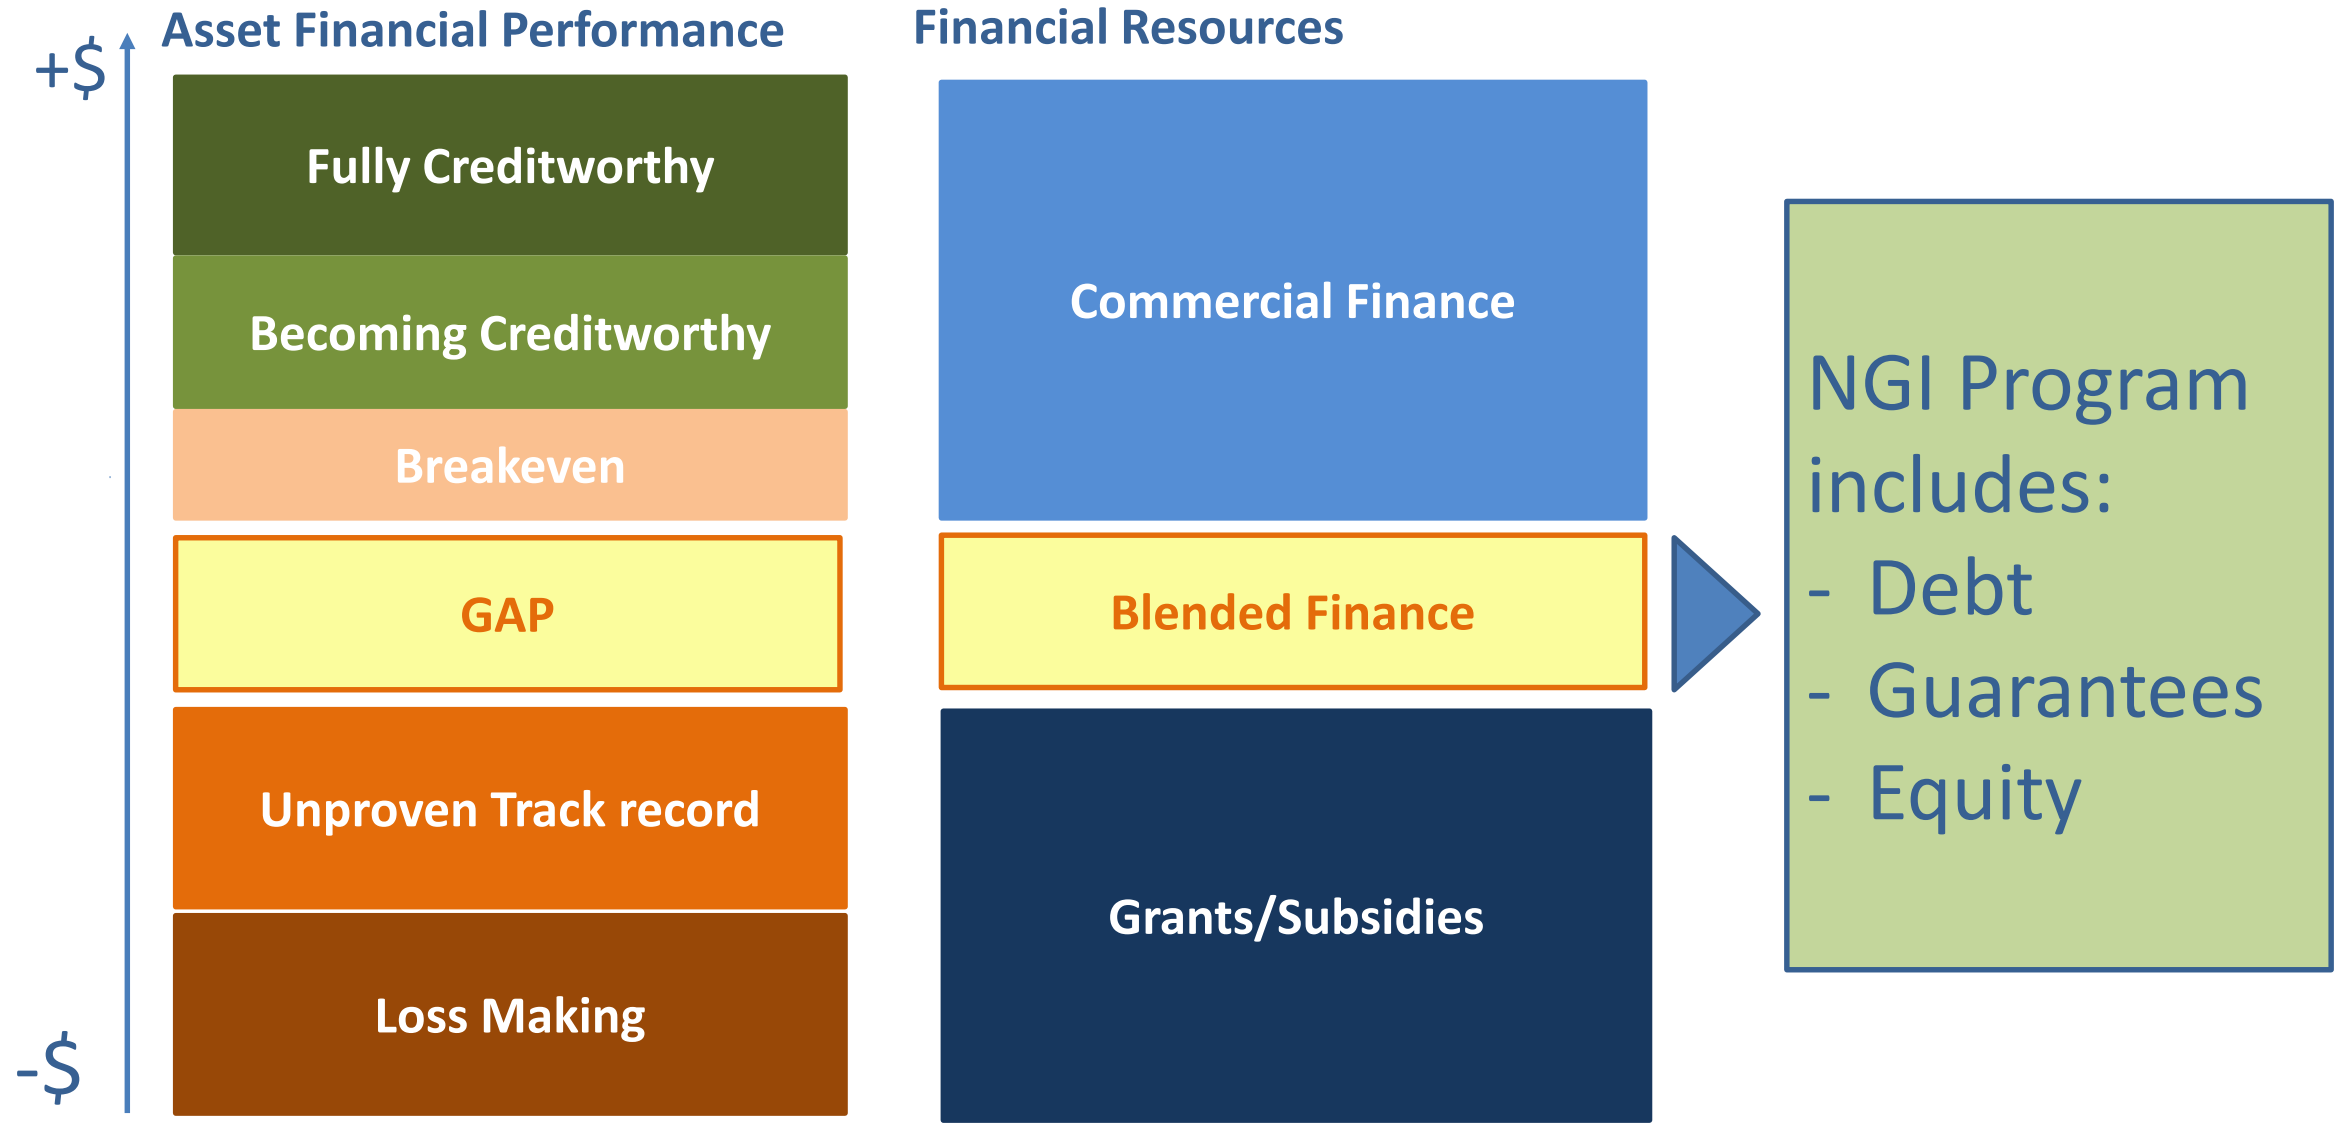 Asset Financial Performance
Financial Resources
+$
Fully Creditworthy
Becoming Creditworthy
Breakeven
GAP
Unproven Track record
Loss Making
-$
Commercial Finance
Blended Finance
Grants/Subsidies
NGI Program
includes:
- Debt
- Guarantees
- Equity